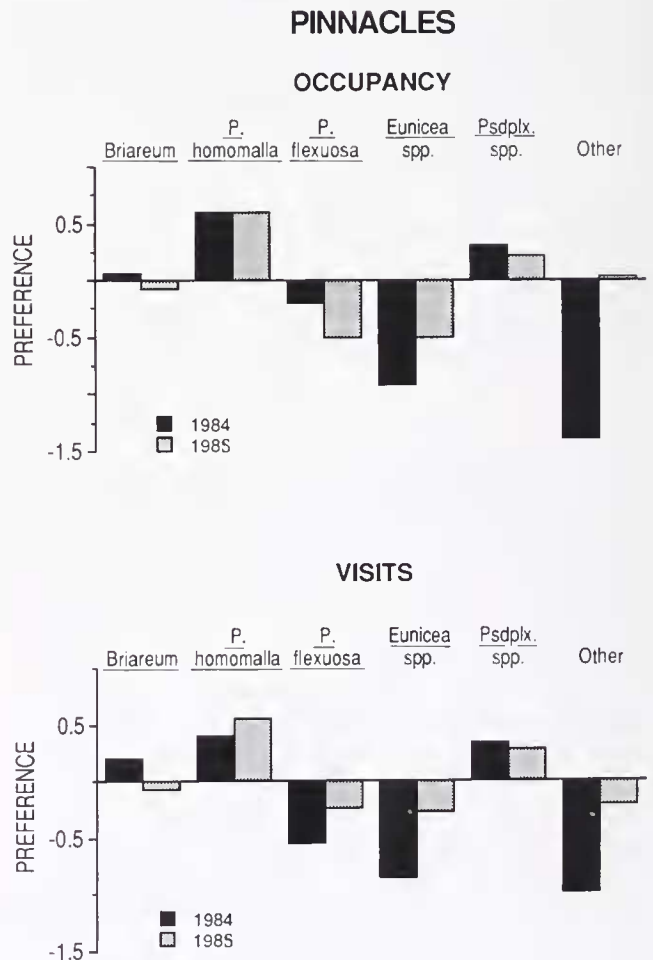 PINNACLES
OCCUPANCY
Briareum
P. homomalla
P. flexuosa
Eunicea spp.
Psdplx. spp.
Other
0.5
-0.5
-1.5
PREFERENCE
1984
198S
VISITS
Briareum
P. homomalla
P. flexuosa
Eunicea spp.
Psdplx. spp.
Other
0.5
-0.5
-1.5
PREFERENCE
1984
198S